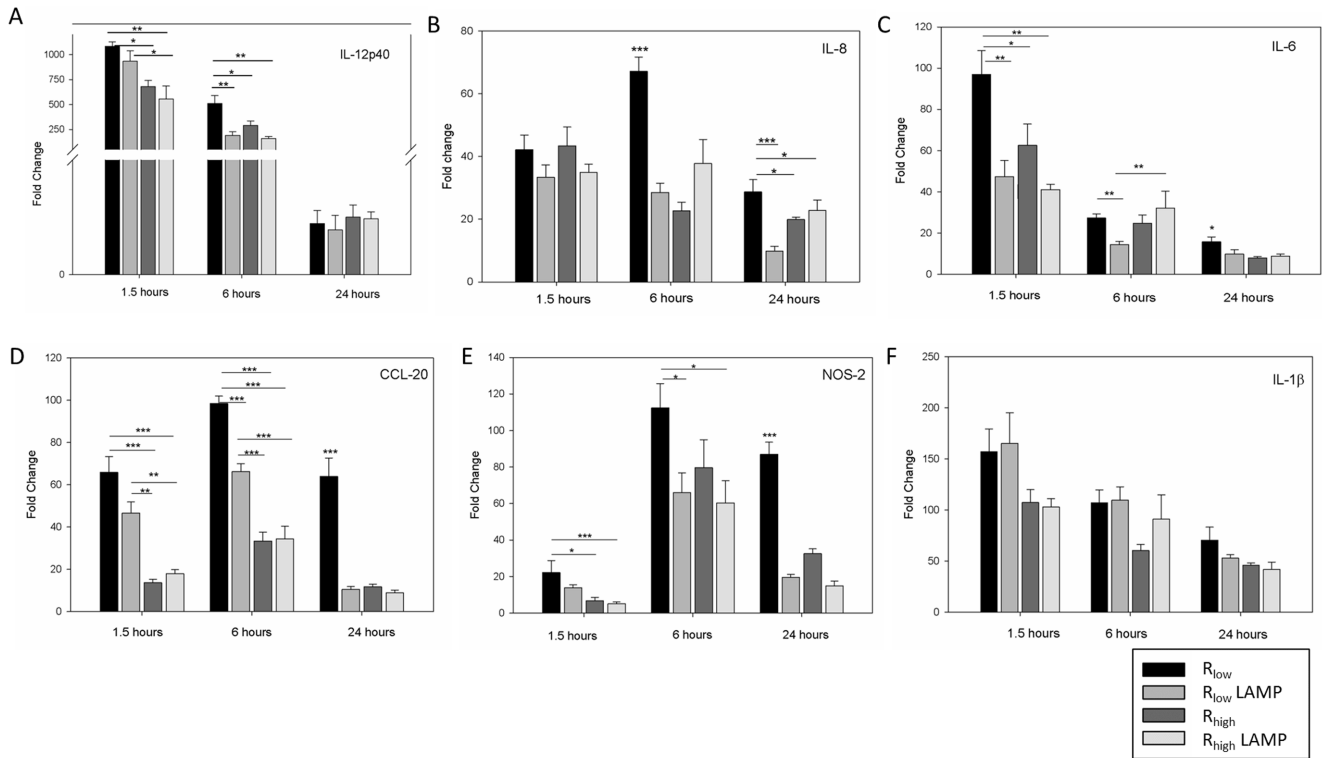 A
IL-12p40
** 
* 
* 
** 
* 
** 
1000
750
500
250
0
Fold Change
1.5 hours
6 hours
24 hours
B
IL-8
***
***
*
*
80
60
40
20
0
Fold Change
1.5 hours
6 hours
24 hours
C
IL-6
**
*
**
**
**
*
120
100
80
60
40
20
0
Fold Change
1.5 hours
6 hours
24 hours
D
CCL-20
***
***
**
**
***
***
***
***
***
***
120
100
80
60
40
20
0
Fold Change
1.5 hours
6 hours
24 hours
E
NOS-2
***
*
*
*
***
140
120
100
80
60
40
20
0
Fold Change
1.5 hours
6 hours
24 hours
F
IL-1β
250
200
150
100
50
0
Fold Change
1.5 hours
6 hours
24 hours
Rlow
Rlow LAMP
Rhigh
Rhigh LAMP